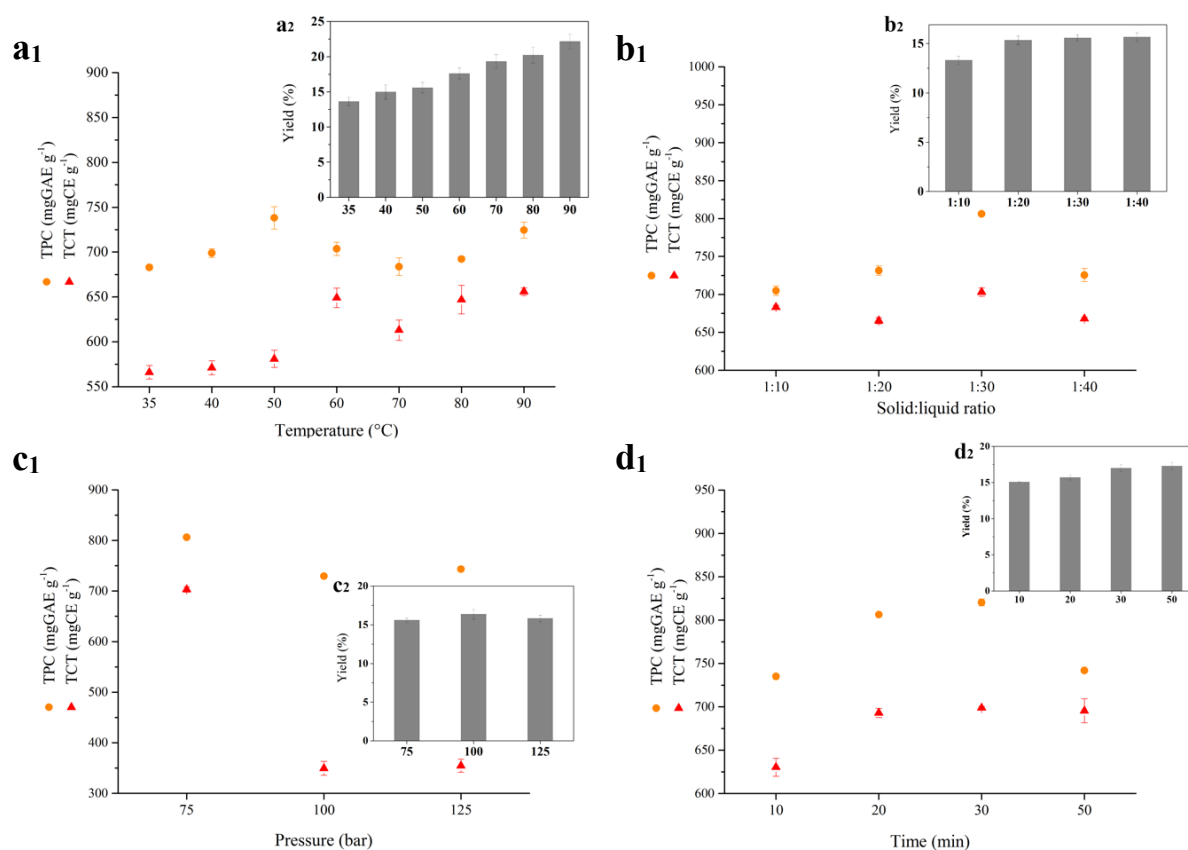 a1
a2
Yield (%)
25
20
15
10
5
0
35 40 50 60 70 80 90
TPC (mgGAE g-1)
TCT (mgCE g-1)
900
850
800
750
700
650
600
550
35 40 50 60 70 80 90
Temperature (°C)
b1
b2
Yield (%)
15
10
5
0
1:10 1:20 1:30 1:40
TPC (mgGAE g-1)
TCT (mgCE g-1)
1000
950
900
850
800
750
700
650
600
1:10 1:20 1:30 1:40
Solid:liquid ratio
c1
c2
Yield (%)
20
15
10
5
0
75 100 125
TPC (mgGAE g-1)
TCT (mgCE g-1)
900
800
700
600
500
400
300
75 100 125
Pressure (bar)
d1
d2
Yield (%)
20
15
10
5
0
10 20 30 50
TPC (mgGAE g-1)
TCT (mgCE g-1)
950
900
850
800
750
700
650
600
10 20 30 50
Time (min)